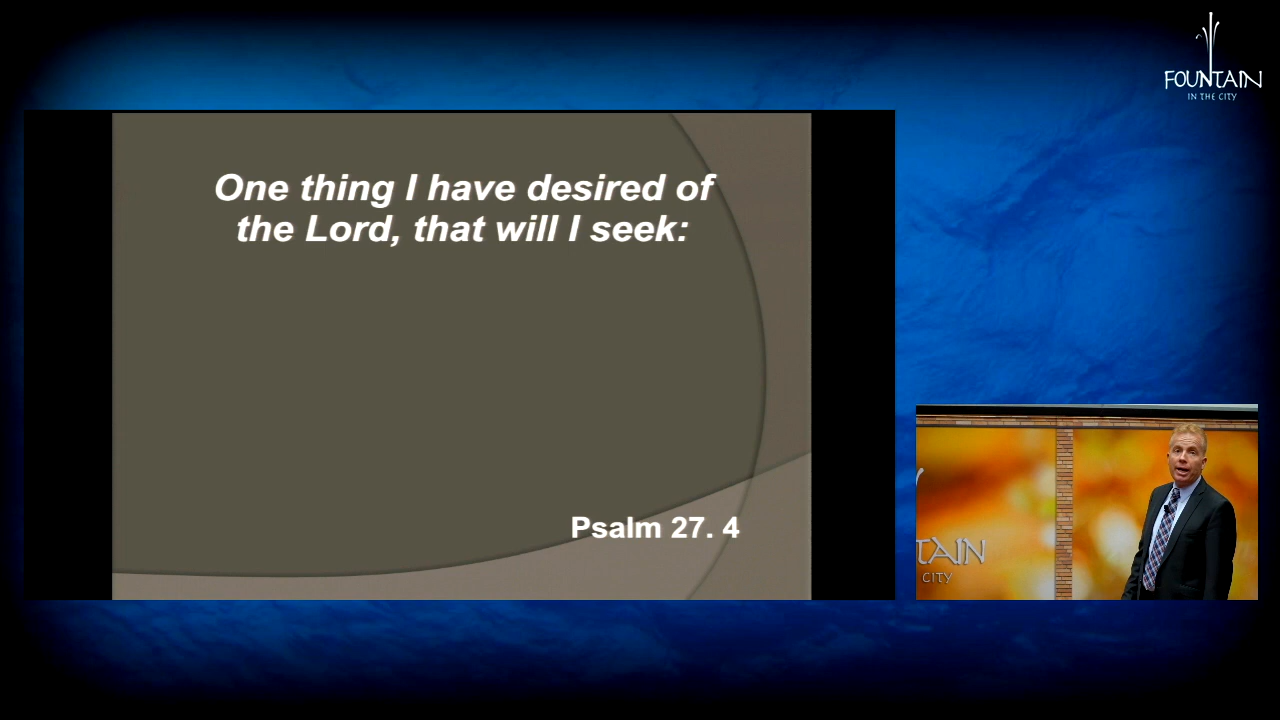 FOUNTAIN
IN THE CITY
One thing I have desired of
the Lord, that will I seek:
Psalm 27. 4
TAIN
CITY